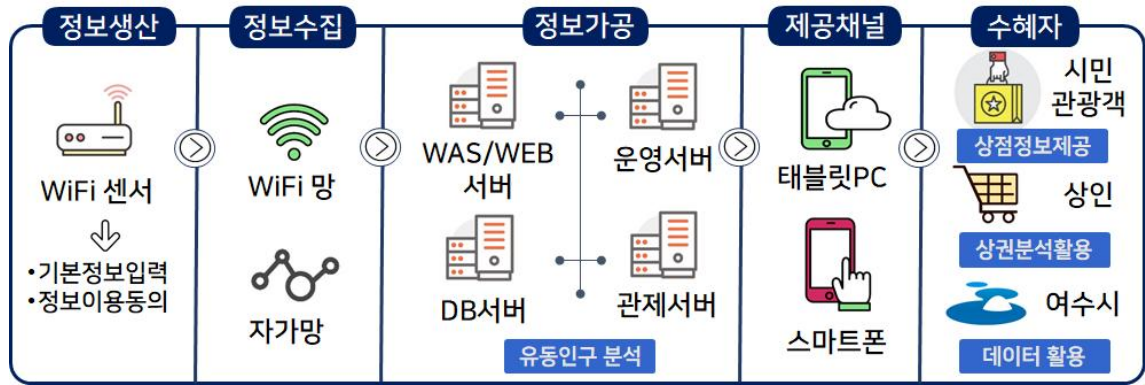 정보생산
WiFi 센서
•기본정보입력
•정보이용동의
정보수집
WiFi 망
자가망
정보가공
WAS/WEB
서버
운영서버
DB서버
관제서버
유동인구 분석
제공채널
태블릿PC
스마트폰
수혜자
시민
관광객
상점정보제공
상인
상권분석활용
여수시
데이터 활용